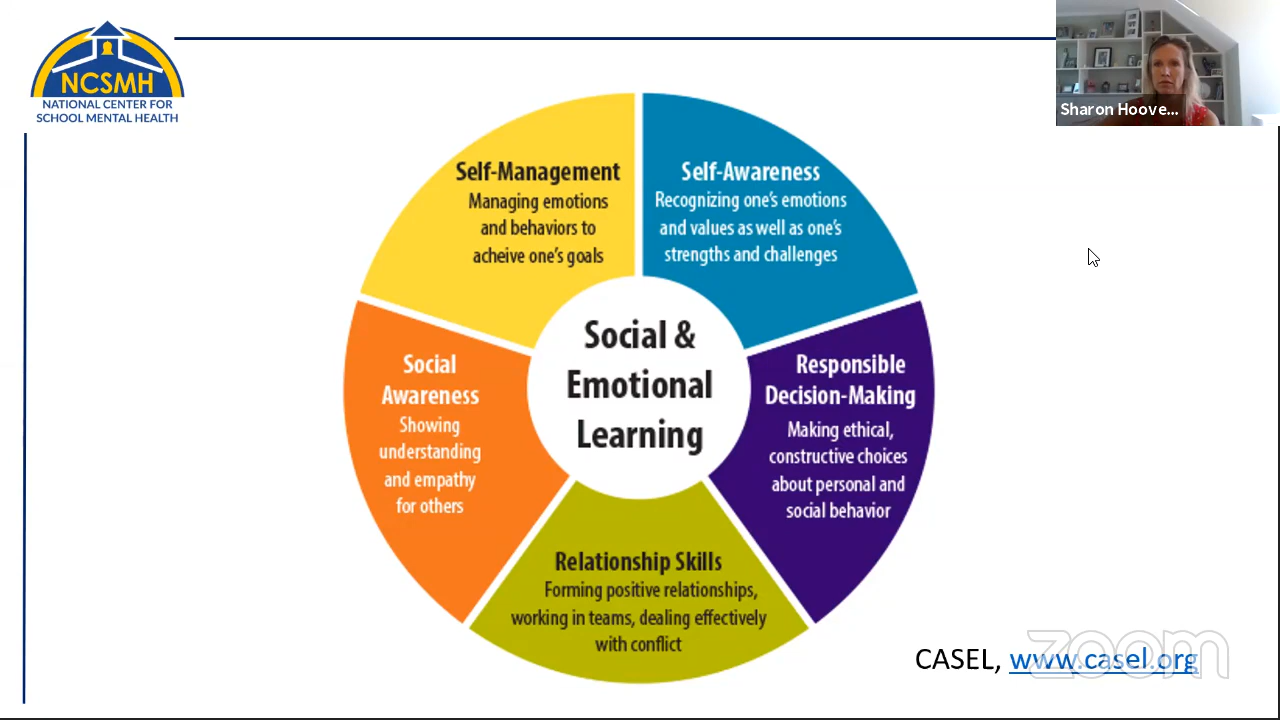 NCSMH
NATIONAL CENTER FOR
SCHOOL MENTAL HEALTH
Sharon Hoove...
Self-Management
Managing emotions
and behaviors to
acheive one's goals
Self-Awareness
Recognizing one's emotions
and values as well as one's
strengths and challenges
Social
Awareness
Showing
understanding
and empathy
for others
Social &
Emotional
Learning
Responsible
Decision-Making
Making ethical,
constructive choices
about personal and
social behavior
Relationship Skills
Forming positive relationships,
working in teams, dealing effectively
with conflict
CASEL, www.casel.org
zoom